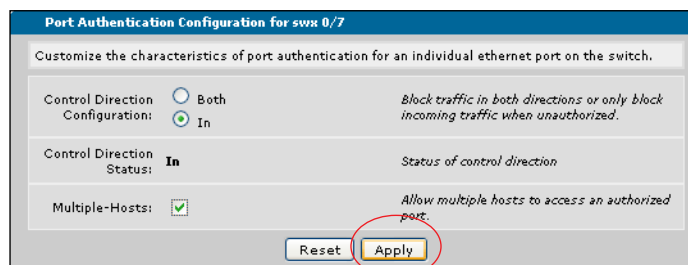 Port Authentication Configuration for swx 0/7
Customize the characteristics of port authentication for an individual ethernet port on the switch.
Control Direction
Configuration:
Both
In
Block traffic in both directions or only block
incoming traffic when unauthorized.
Control Direction
Status:
In
Status of control direction
Multiple-Hosts:
Allow multiple hosts to access an authorized
port.
Reset
Apply